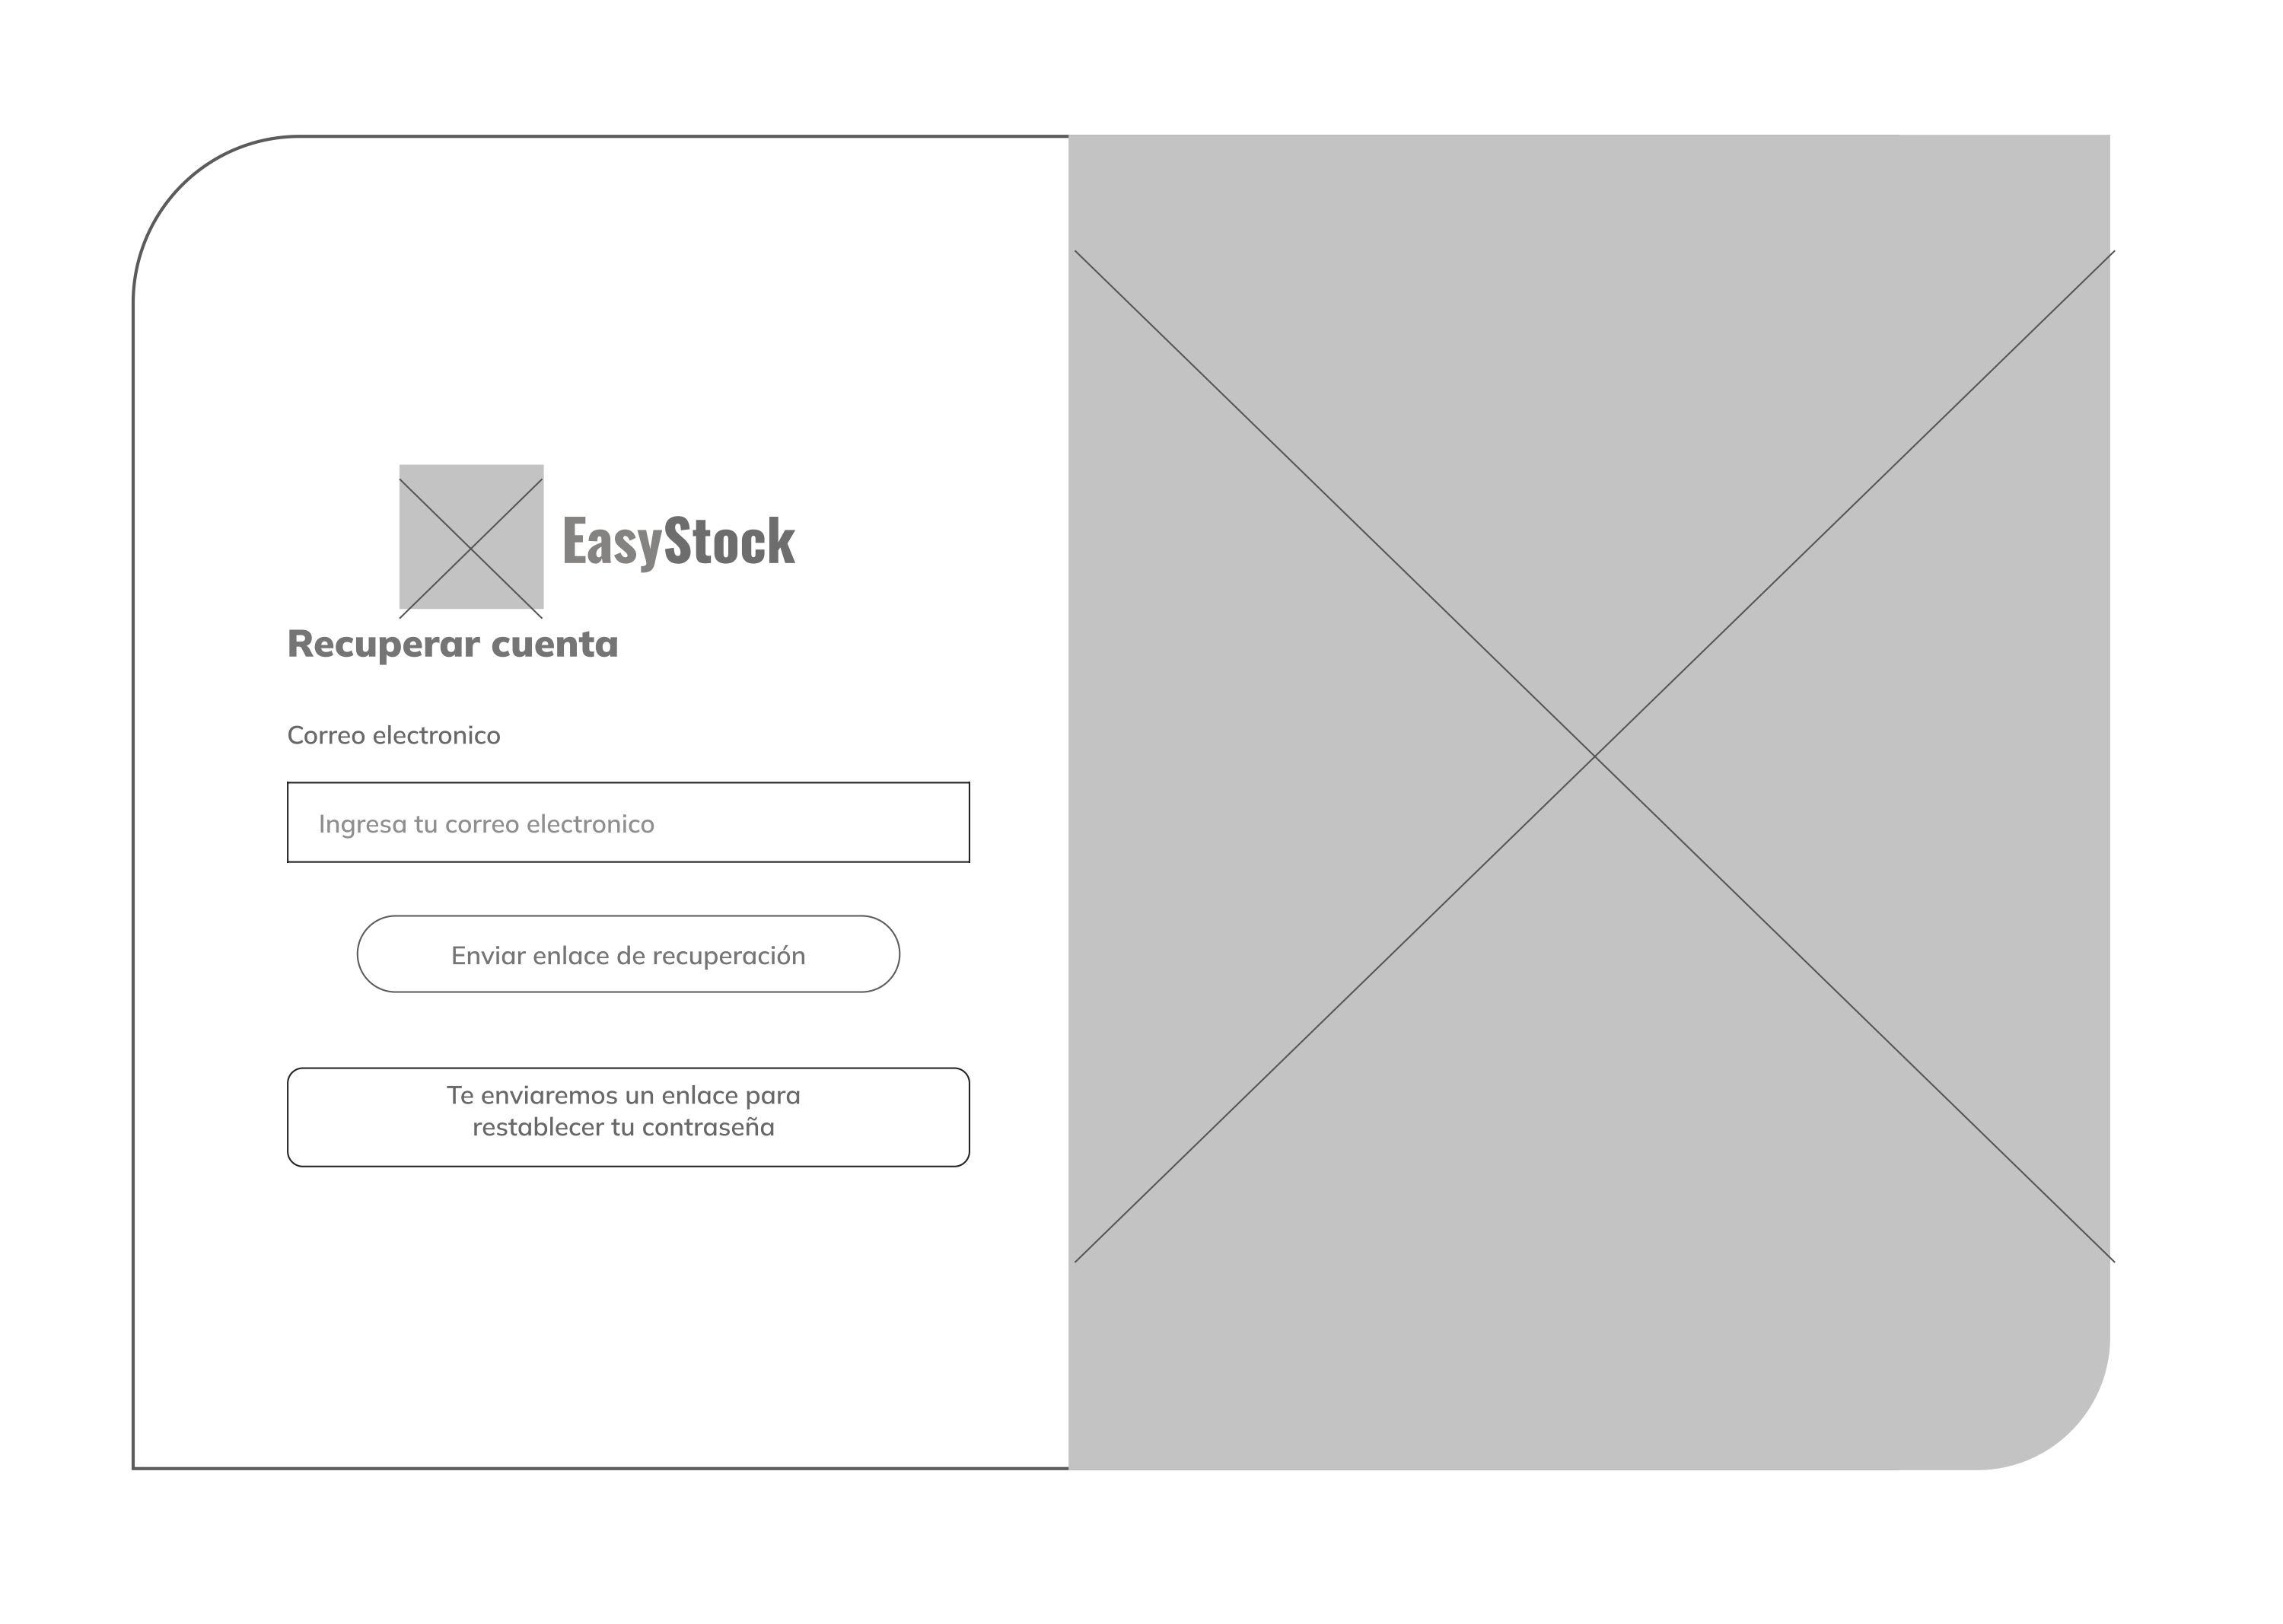 EasyStock
Recuperar cuenta
Correo electronico
Ingresa tu correo electronico
Enviar enlace de recuperación
Te enviaremos un enlace para
restablecer tu contraseña